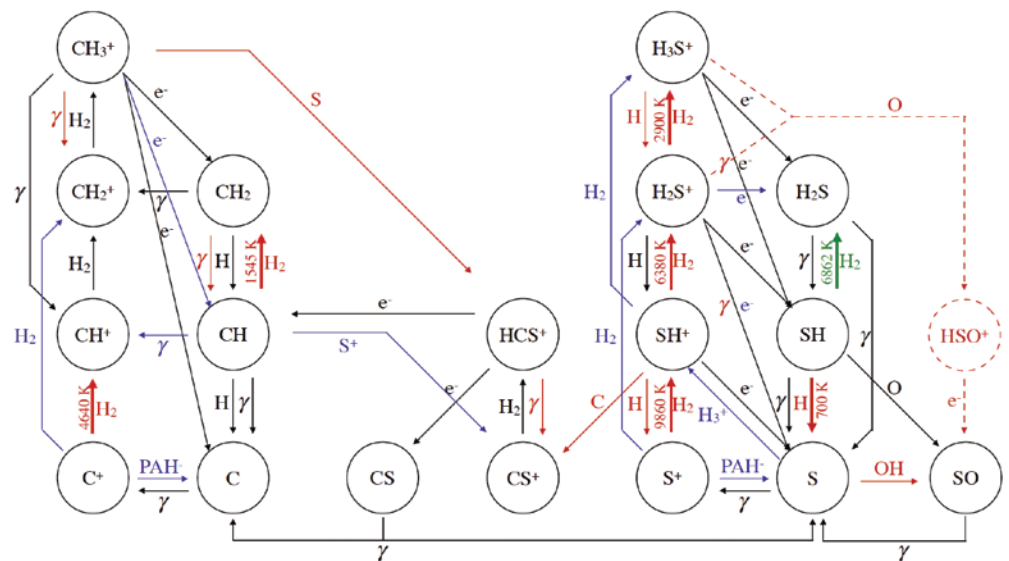 CH3+
H3S+
S
e-
e-
O
γ
H2
H
2900 K
H2
e-
e-
γ
CH2+
CH2
H2S+
H2S
γ
γ
H2
e-
e
H2
γ
H
1545 K
H2
H
6380 K
H2
e-
γ
6862 K
H2
γ
e-
CH+
CH
HCS+
SH+
SH
HSO+
e-
H2
γ
S+
H2
γ
4640 K
H2
H
γ
e-
H2
γ
C
H
9860 K
H2
e-
H3+
γ
H
700 K
O
e-
C+
PAH-
γ
C
CS
CS+
S+
PAH-
γ
S
OH
SO
γ
γ